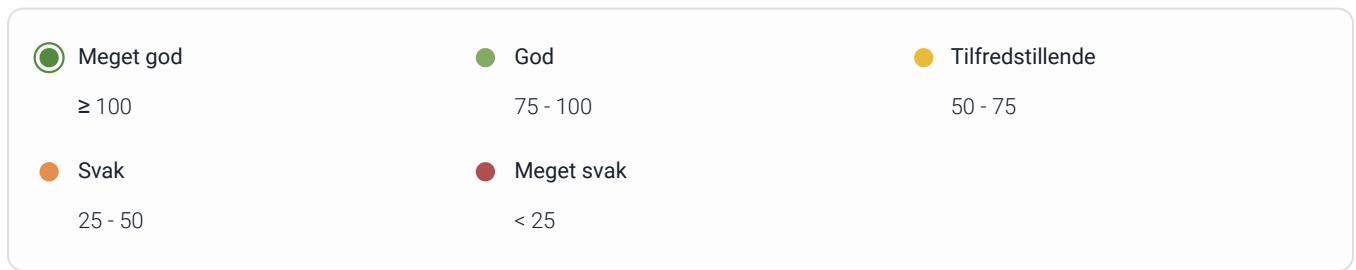 Meget god
God
Tilfredstillende
≥ 100
75 - 100
50 - 75
Svak
Meget svak
25 - 50
< 25